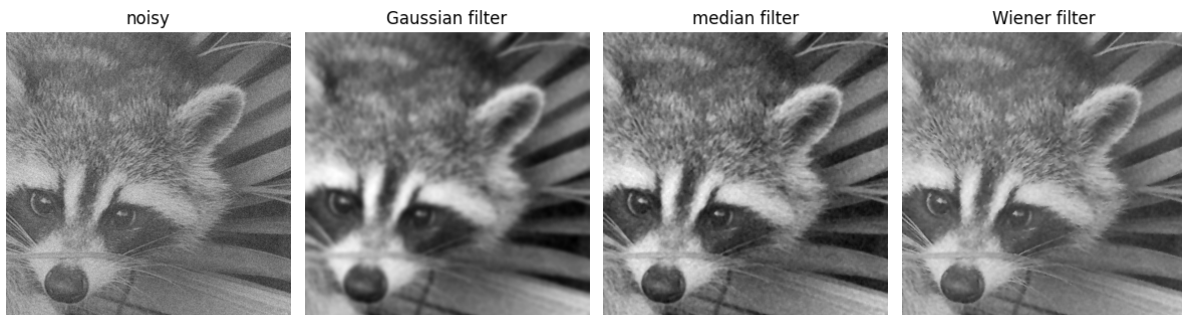 noisy
Gaussian filter
median filter
Wiener filter